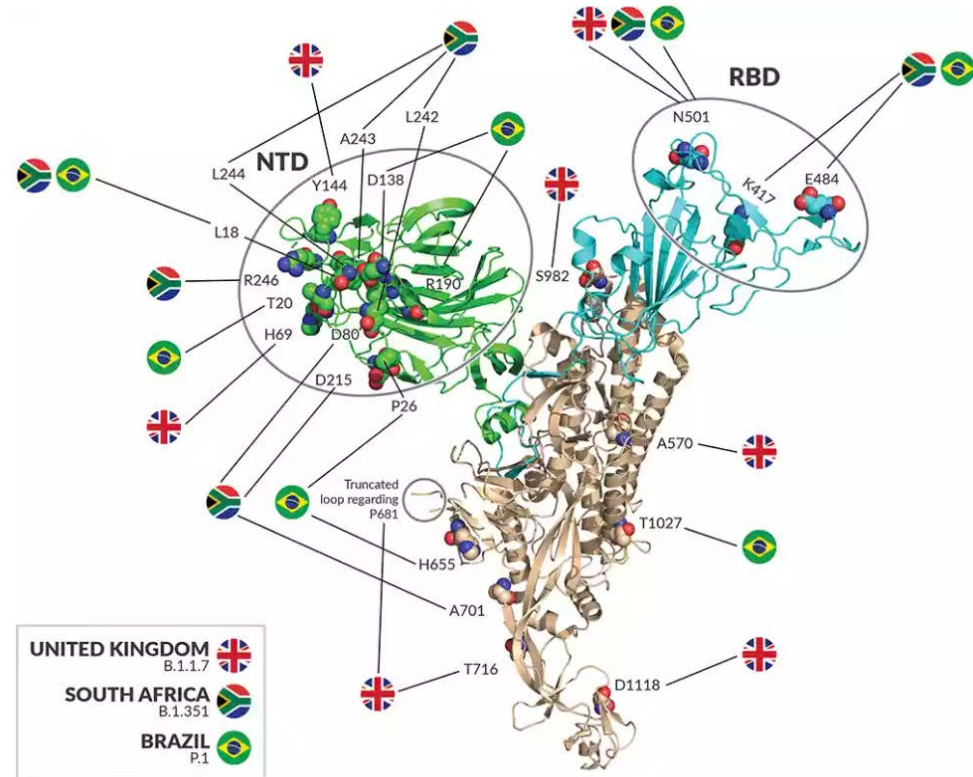 RBD
N501
K417
E484
NTD
L242
A243
D138
L244
Y144
L18
R246
T20
H69
D80
D215
R190
P26
S982
A570
Truncated
loop regarding
P681
T1027
H655
A701
T716
D1118
UNITED KINGDOM
B.1.1.7
SOUTH AFRICA
B.1.351
BRAZIL
P.1